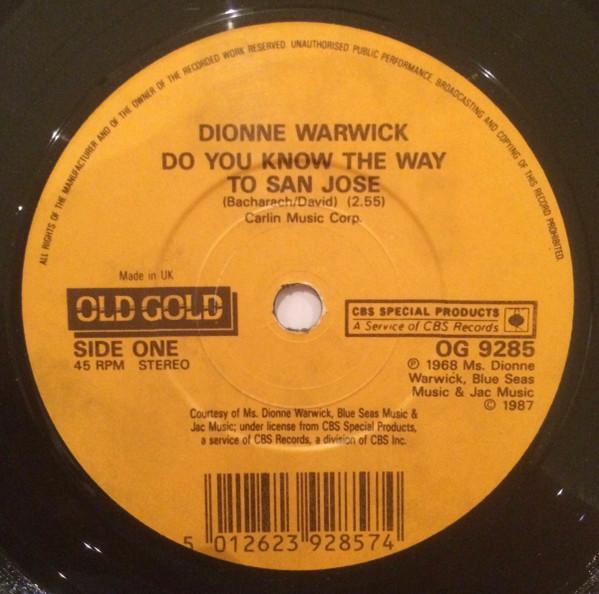 ALL RIGHTS OF THE MANUFACTURER AND OF THE OWNER OF THE RECORDED WORK RESERVED. UNAUTHORISED PUBLIC PERFORMANCE, BROADCASTING AND COPYING OF THIS RECORD PROHIBITED.
DIONNE WARWICK
DO YOU KNOW THE WAY
TO SAN JOSE
(Bacharach/David) (2.55)
Carlin Music Corp.
Made in UK
OLD GOLD
SIDE ONE
45 RPM STEREO
CBS SPECIAL PRODUCTS
A Service of CBS Records
OG 9285
℗ 1968 Ms. Dionne
Warwick, Blue Seas
Music & Jac Music
© 1987
Courtesy of Ms. Dionne Warwick, Blue Seas Music &
Jac Music; under license from CBS Special Products,
a service of CBS Records, a division of CBS Inc.
5 012623 928574